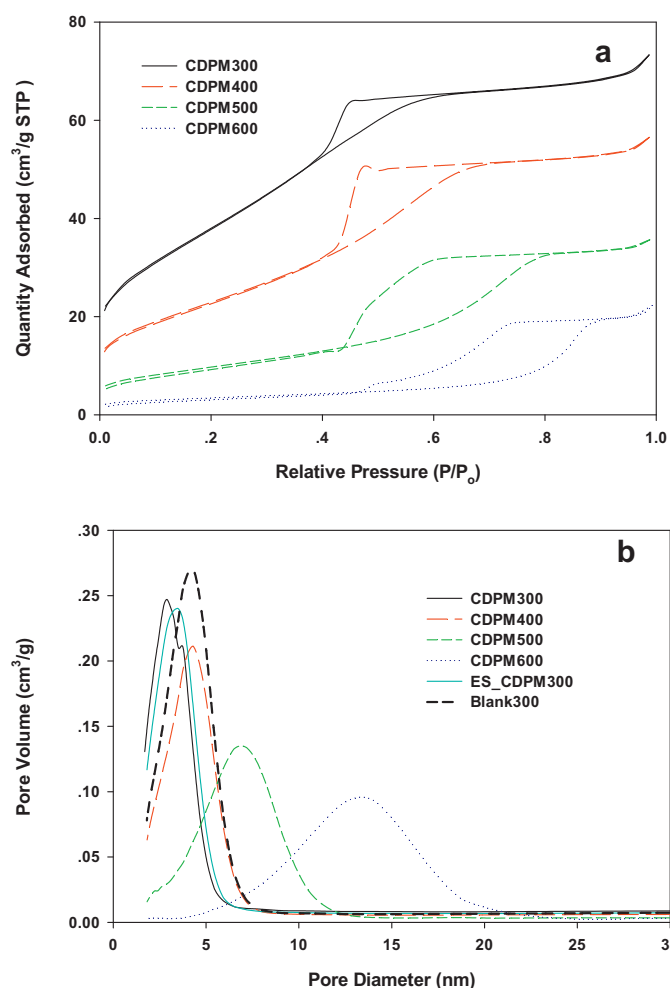 a
CDPM300
CDPM400
CDPM500
CDPM600
80
60
40
20
0
0.0 .2 .4 .6 .8 1.0
Quantity Adsorbed (cm³/g STP )
Relative Pressure (P/Pₒ)
b
CDPM300
CDPM400
CDPM500
CDPM600
ES_CDPM300
Blank300
.30
.25
.20
.15
.10
.05
0.00
0 5 10 15 20 25 3
Pore Volume (cm³/g)
Pore Diameter (nm)